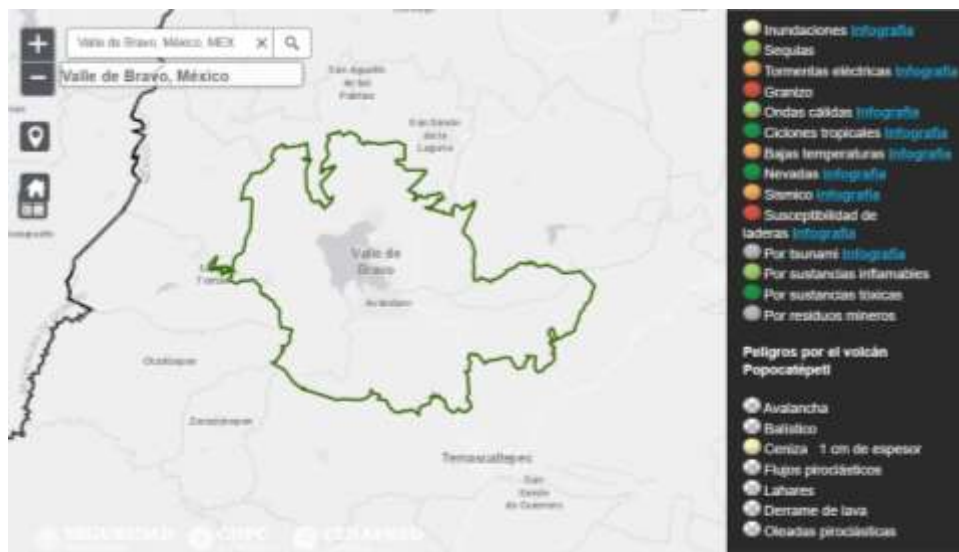 Valle de Bravo, México, MEX
Valle de Bravo, México
San Agustín
de las
Palmas
San Simón
de la
Laguna
Valle de
Bravo
Avándaro
Ocotlán
Zacazonapan
Temascaltepec
San
Simón
de Guerrero
SEGURIDAD
CNPC
CENAPRED
Inundaciones Infografía
Sequías
Tormentas eléctricas Infografía
Granizo
Ondas cálidas Infografía
Ciclones tropicales Infografía
Bajas temperaturas Infografía
Nevadas Infografía
Sísmico Infografía
Susceptibilidad de
laderas Infografía
Por tsunami Infografía
Por sustancias inflamables
Por sustancias tóxicas
Por residuos mineros
Peligros por el volcán
Popocatépetl
Avalancha
Balístico
Ceniza 1 cm de espesor
Flujos piroclásticos
Lahares
Derrame de lava
Oleadas piroclásticas